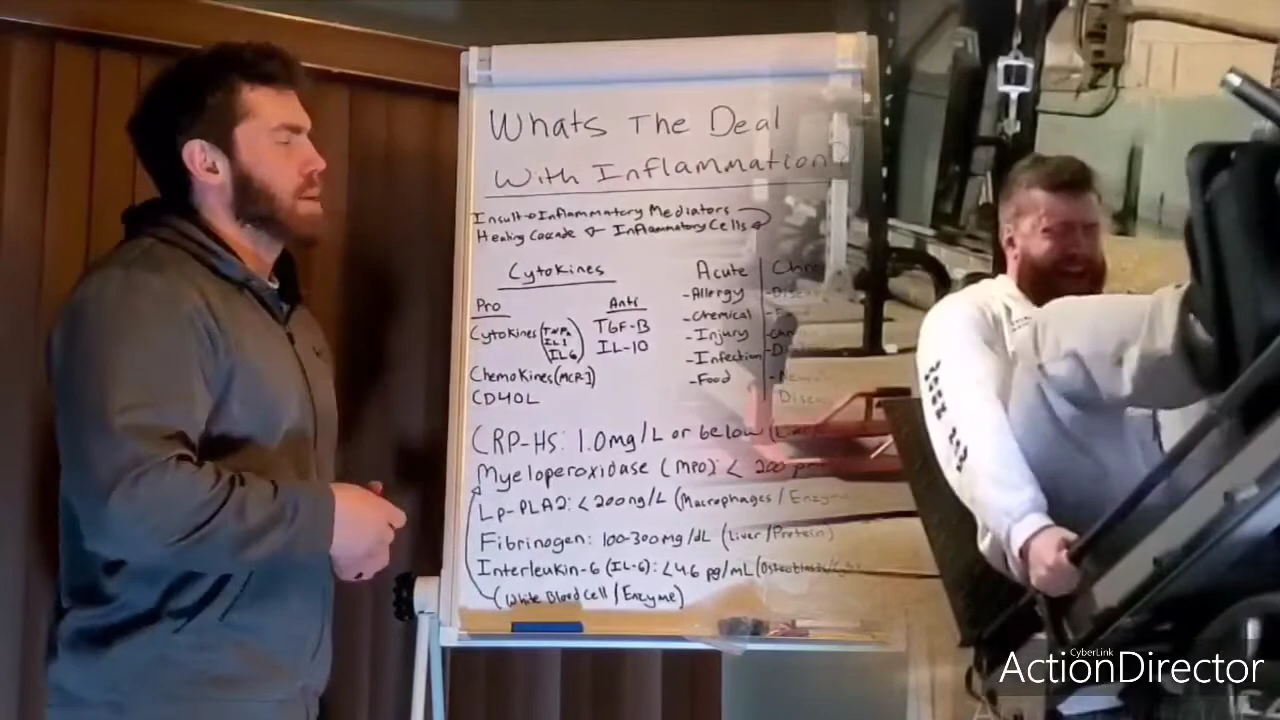 Whats The Deal
With Inflammation?
Insult → Inflammatory Mediators
Healing Cascade ← Inflammatory Cells
Cytokines
Pro
Anti
Acute
Cytokines (TNFα
IL1
IL6)
Chemokines (MCP-1)
CD40L
TGF-B
IL-10
-Allergy
-Chemical
-Injury
-Infection
-Food
CRP-HS: 1.0mg/L or below
Myeloperoxidase (MPO): < 200
Lp-PLA2: < 200ng/L (Macrophages / Enzyme
Fibrinogen: 100-300mg/dL (Liver/Protein)
Interleukin-6 (IL-6): <4.6 pg/mL
(White Blood Cell / Enzyme)
CyberLink
ActionDirector